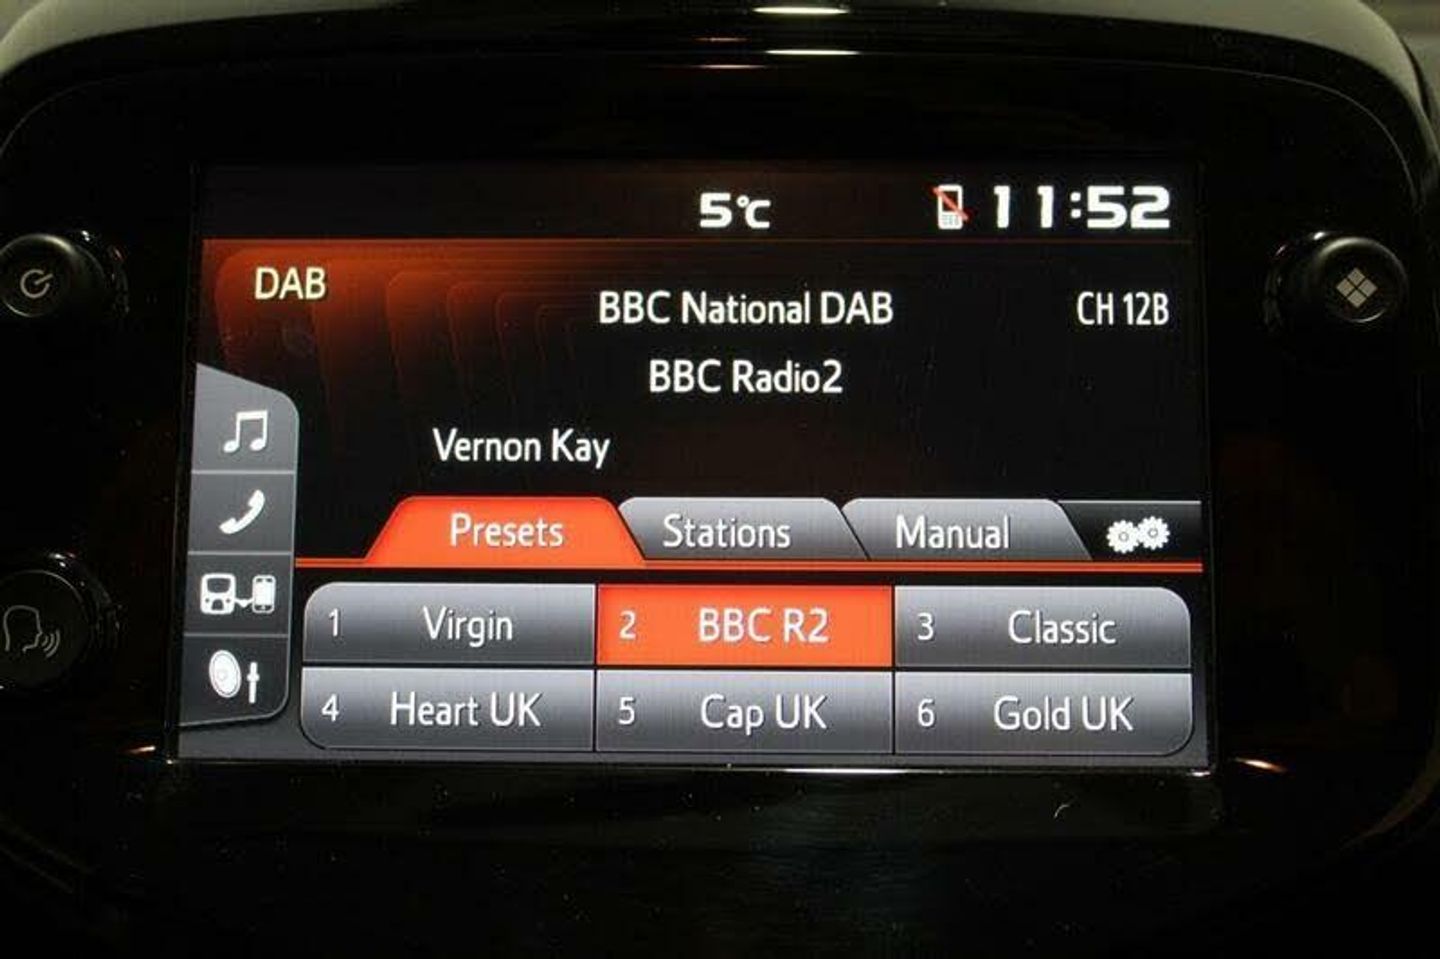 5°C 11:52
DAB
BBC National DAB CH 12B
BBC Radio2
Vernon Kay
Presets Stations Manual
1 Virgin 2 BBC R2 3 Classic
4 Heart UK 5 Cap UK 6 Gold UK